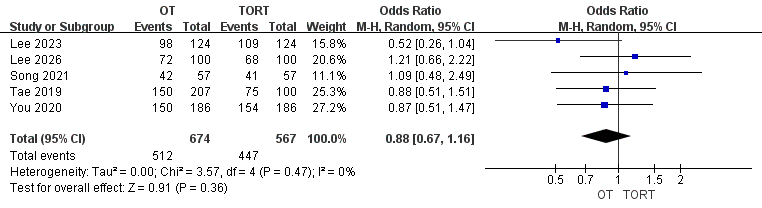 OT TORT Odds Ratio Odds Ratio
Study or Subgroup Events Total Events Total Weight M-H, Random, 95% CI M-H, Random, 95% CI
Lee 2023 98 124 109 124 15.8% 0.52 [0.26, 1.04]
Lee 2026 72 100 68 100 20.6% 1.21 [0.66, 2.22]
Song 2021 42 57 41 57 11.1% 1.09 [0.48, 2.49]
Tae 2019 150 207 75 100 25.3% 0.88 [0.51, 1.51]
You 2020 150 186 154 186 27.2% 0.87 [0.51, 1.47]
Total (95% CI) 674 567 100.0% 0.88 [0.67, 1.16]
Total events 512 447
Heterogeneity: Tau² = 0.00; Chi² = 3.57, df = 4 (P = 0.47); I² = 0%
Test for overall effect: Z = 0.91 (P = 0.36)
0.5 0.7 1 1.5 2
OT TORT